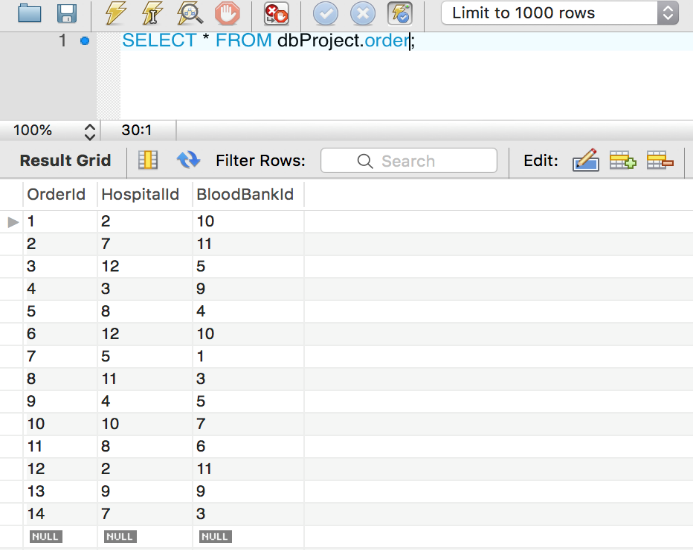 Limit to 1000 rows
1 SELECT * FROM dbProject.order;
100% 30:1
Result Grid Filter Rows: Search Edit:
OrderId HospitalId BloodBankId
1 2 10
2 7 11
3 12 5
4 3 9
5 8 4
6 12 10
7 5 1
8 11 3
9 4 5
10 10 7
11 8 6
12 2 11
13 9 9
14 7 3
NULL NULL NULL